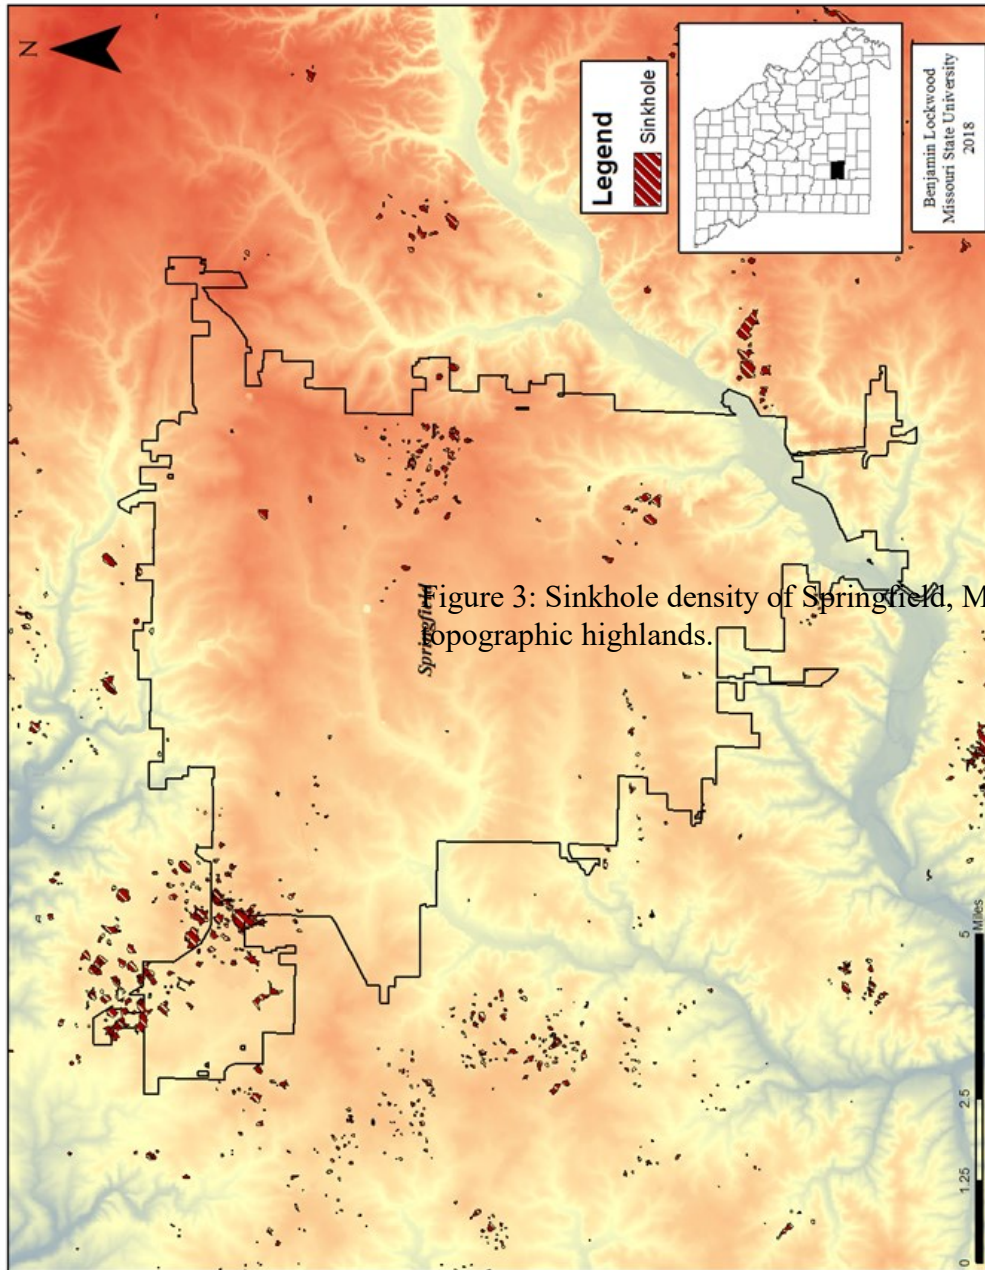 N
Legend
Sinkhole
Benjamin Lockwood
Missouri State University
2018
Springfield
Figure 3: Sinkhole density of Springfield, M
topographic highlands.
0 1.25 2.5 5
Miles